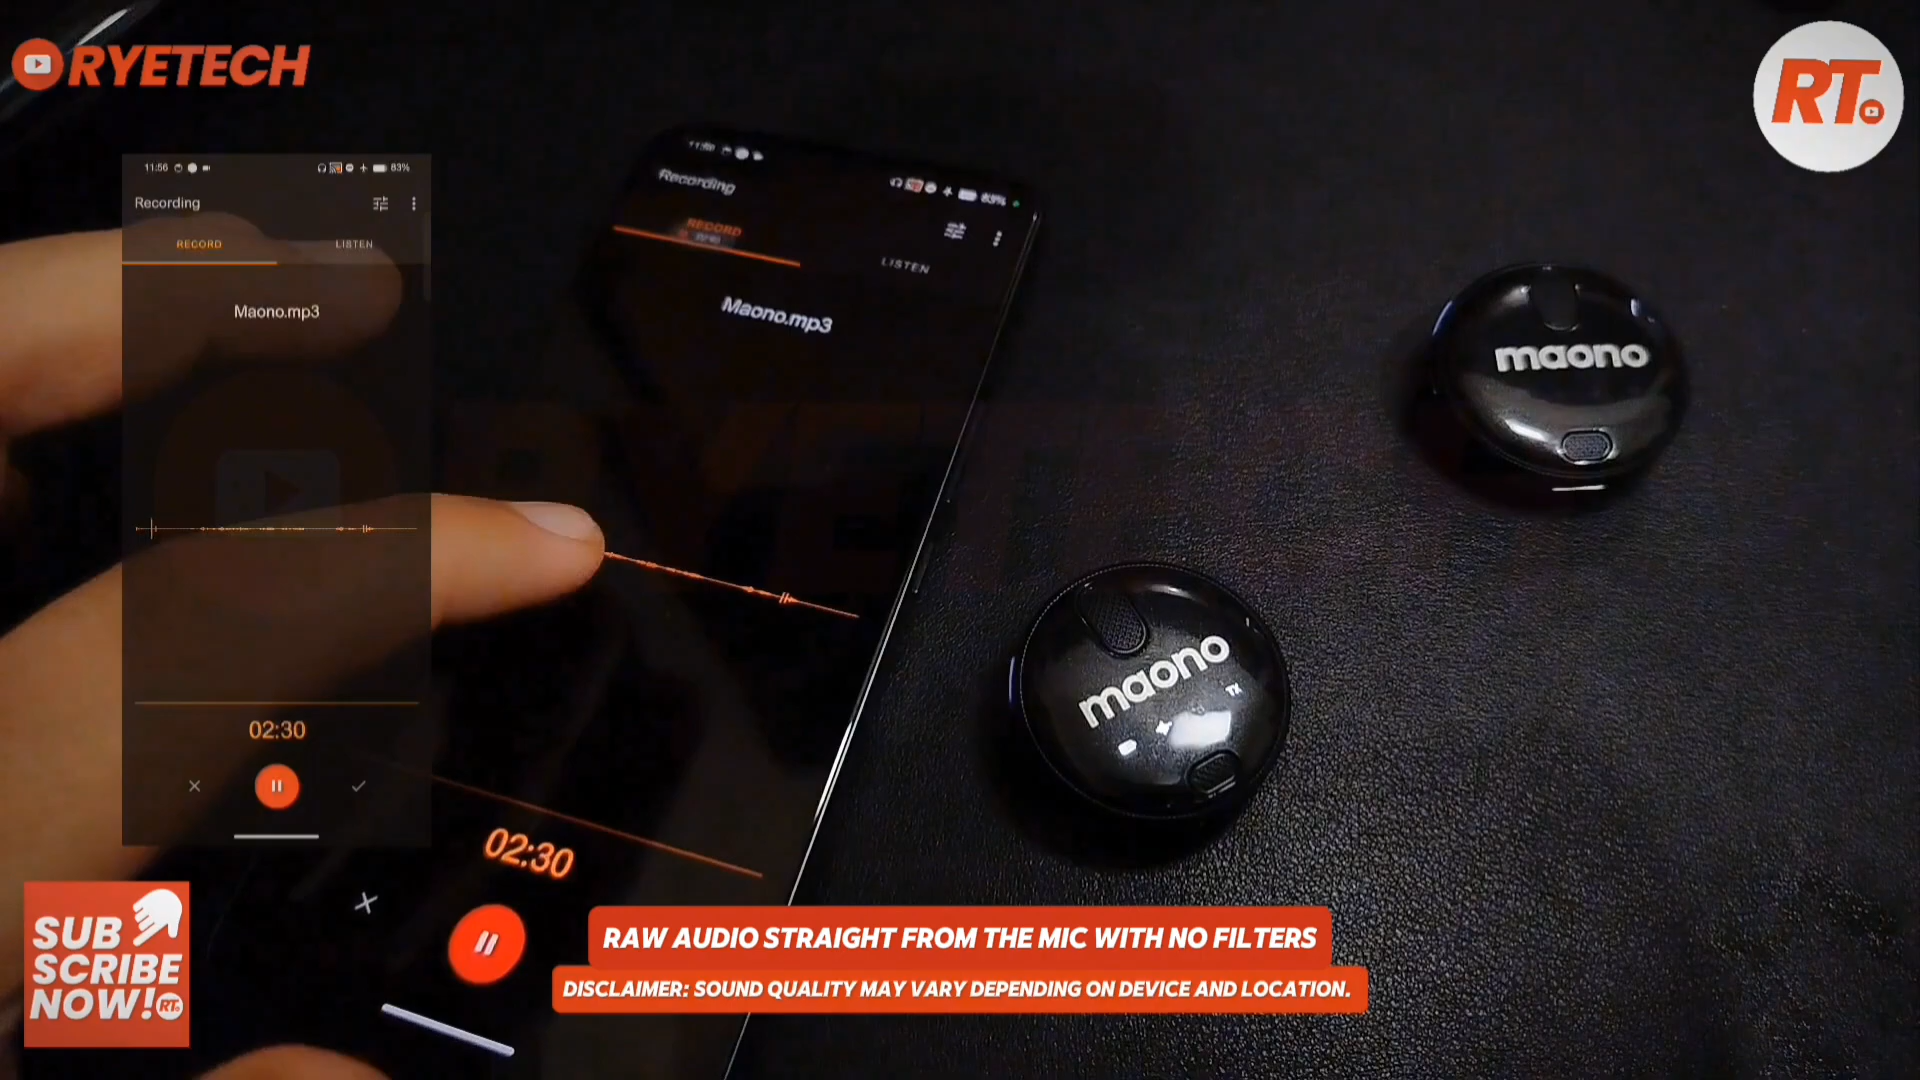 RYETECH
RT
11:56
83%
Recording
RECORD
LISTEN
Maono.mp3
02:30
83%
Recording
RECORD
LISTEN
Maono.mp3
02:30
maono
maono
TX
SUB
SCRIBE
NOW!
RT
RAW AUDIO STRAIGHT FROM THE MIC WITH NO FILTERS
DISCLAIMER: SOUND QUALITY MAY VARY DEPENDING ON DEVICE AND LOCATION.